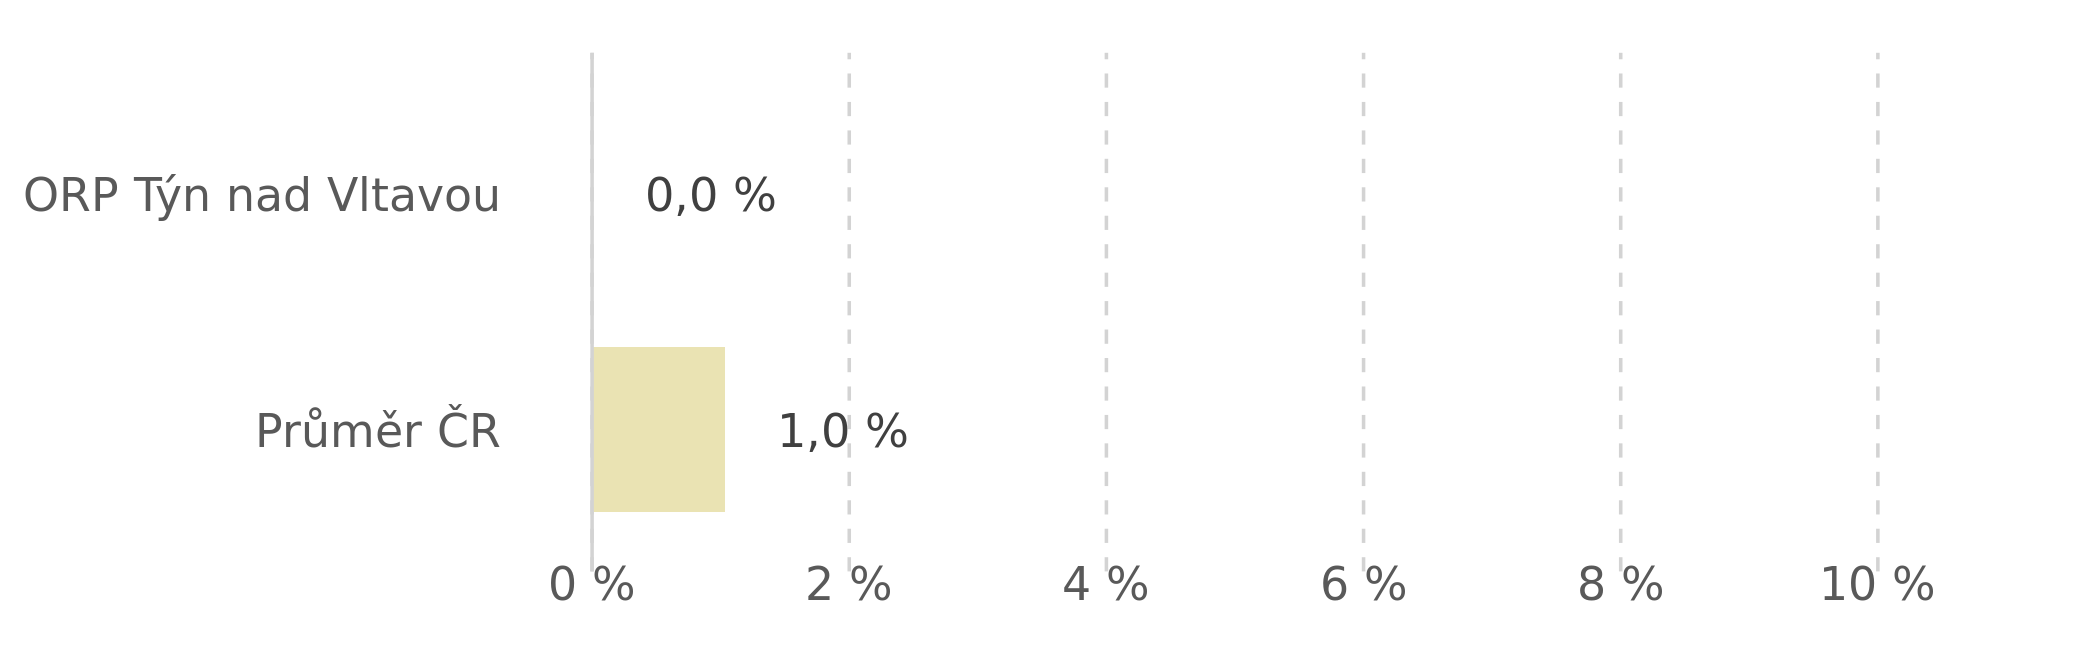 ORP Týn nad Vltavou 0,0 %
Průměr ČR 1,0 %
0 % 2 % 4 % 6 % 8 % 10 %